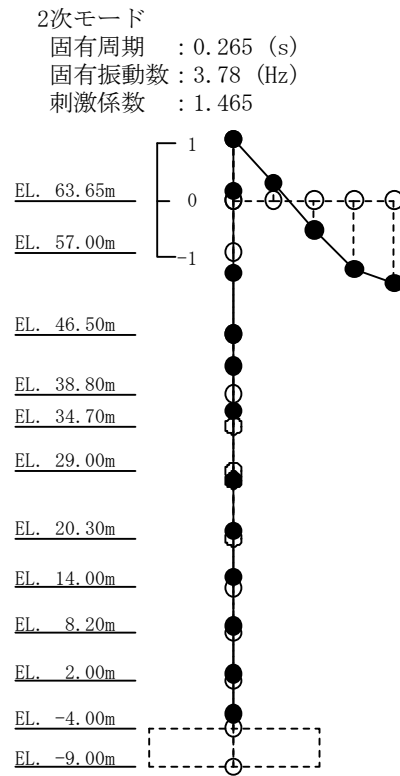 2次モード
固有周期 :0.265 (s)
固有振動数:3.78 (Hz)
刺激係数 :1.465
1
EL. 63.65m
0
EL. 57.00m
-1
EL. 46.50m
EL. 38.80m
EL. 34.70m
EL. 29.00m
EL. 20.30m
EL. 14.00m
EL. 8.20m
EL. 2.00m
EL. -4.00m
EL. -9.00m